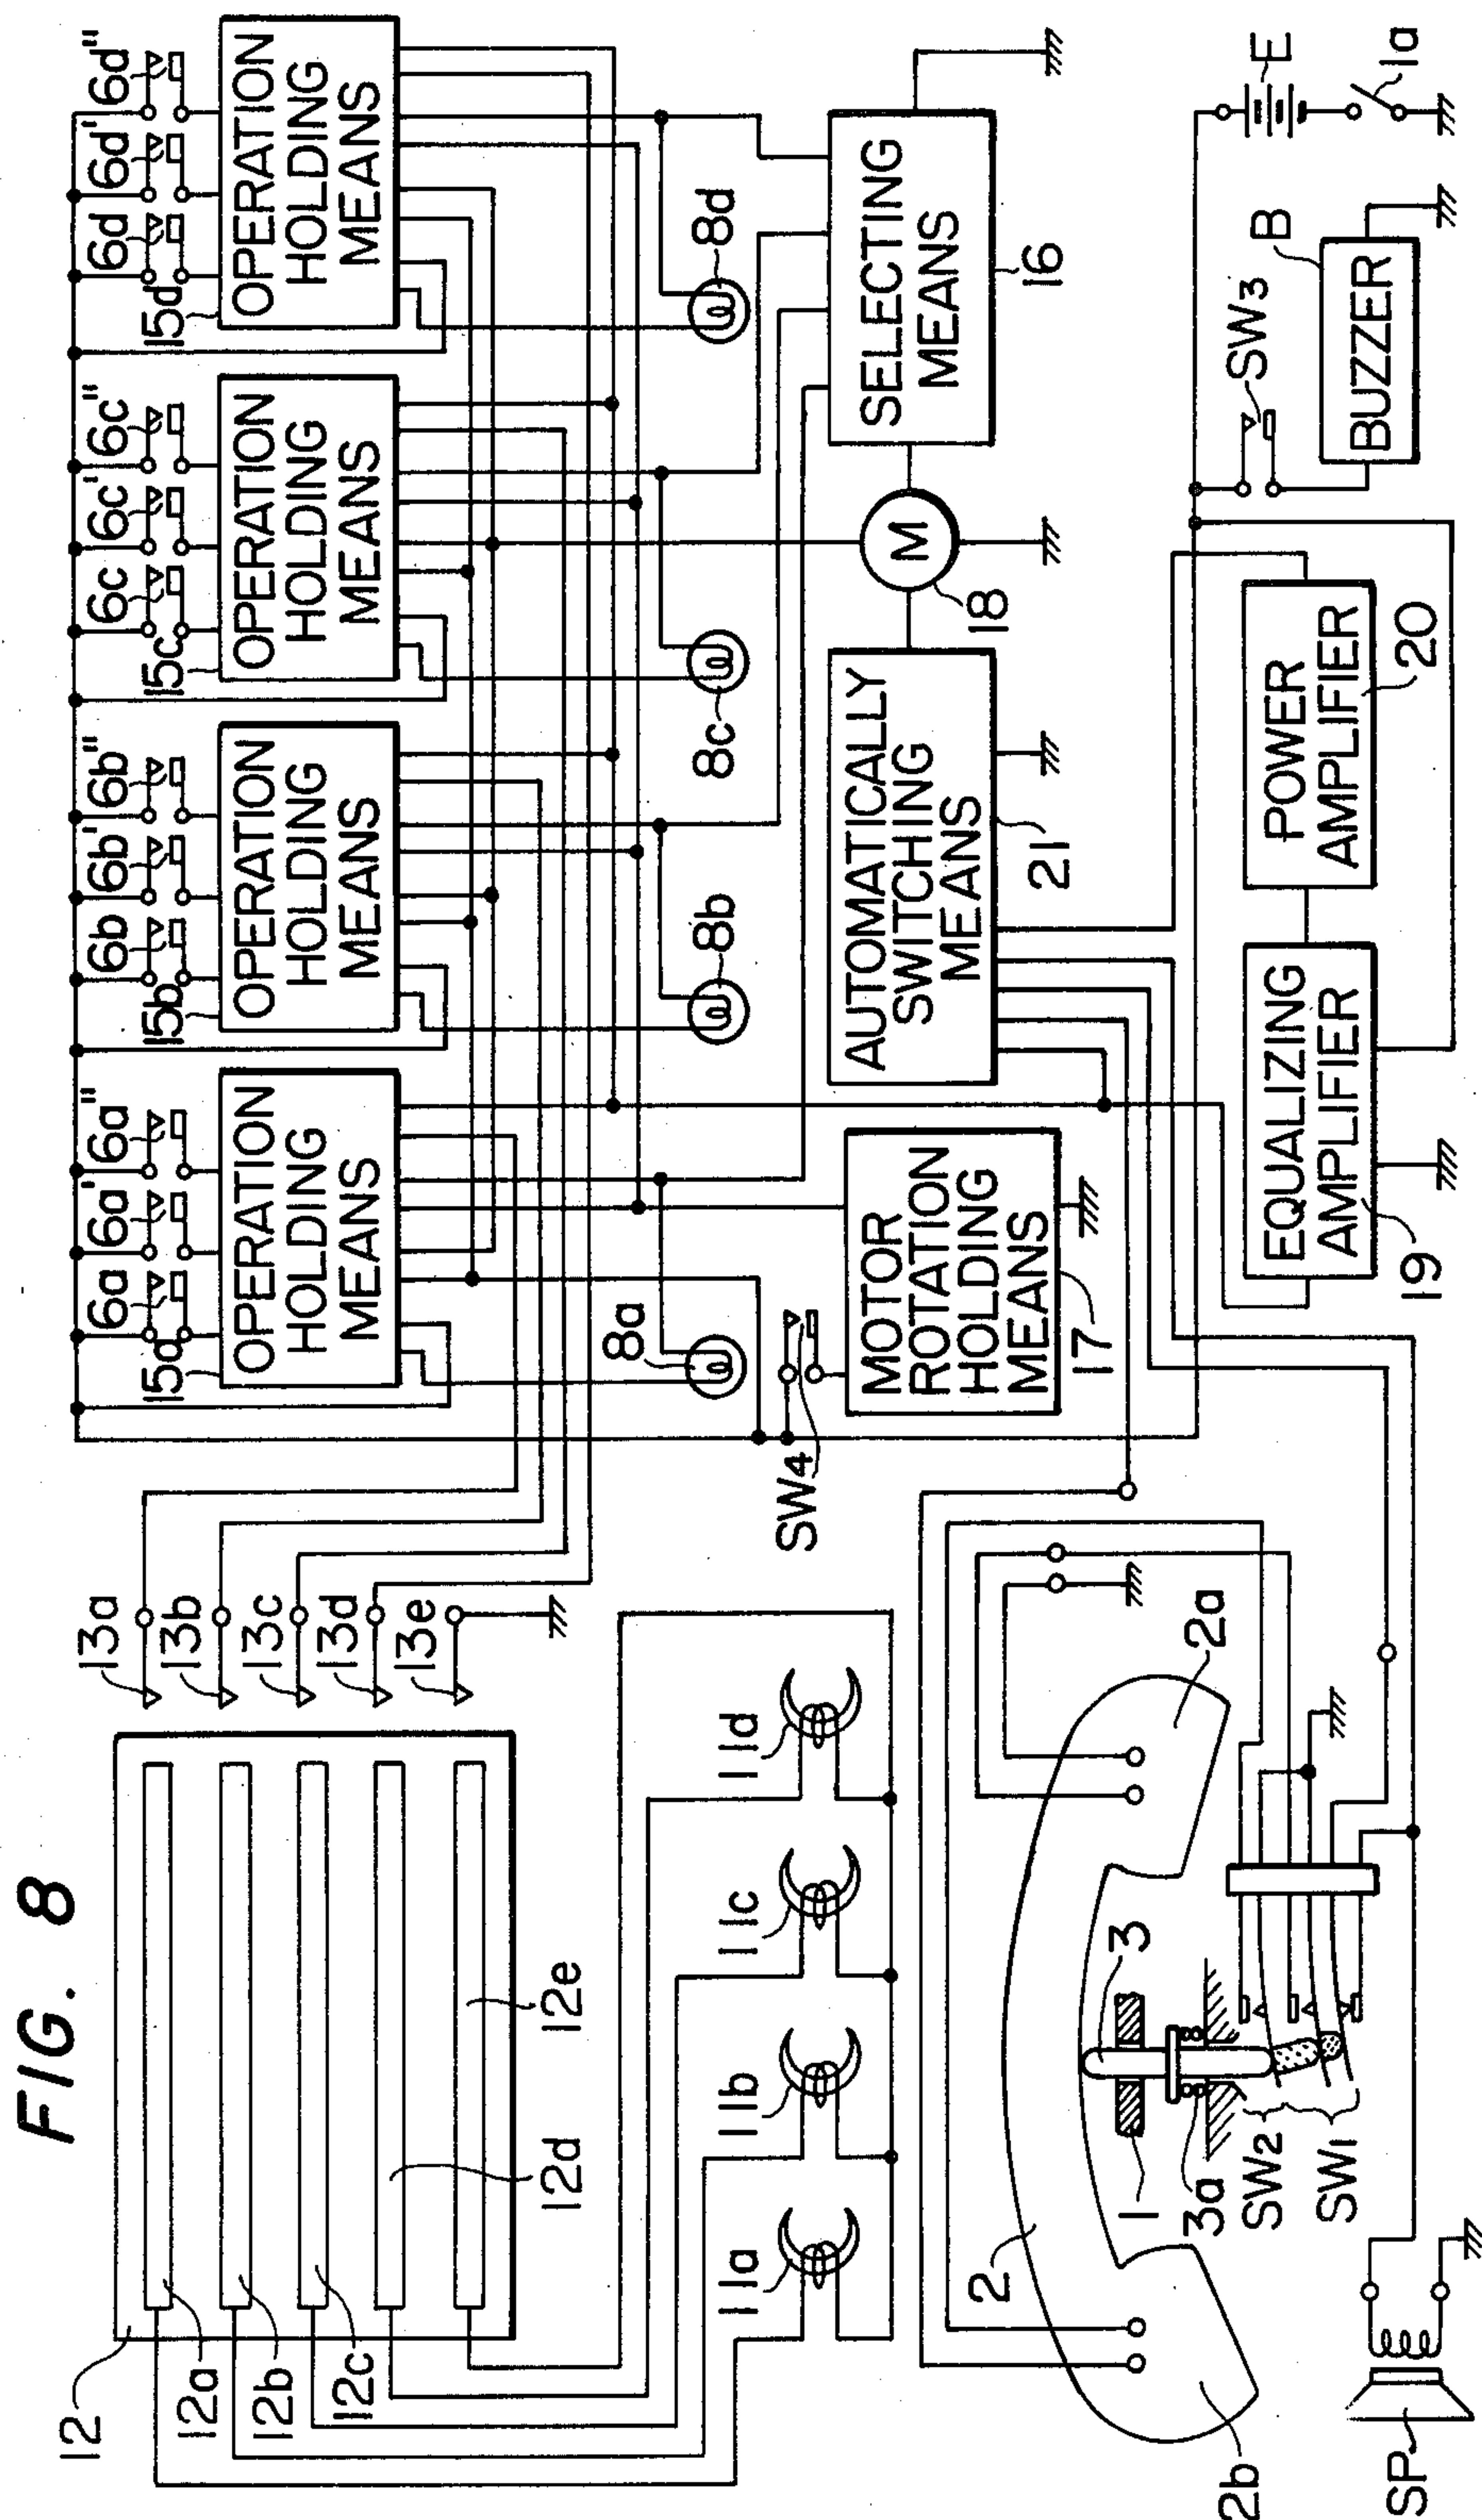 FIG. 8
12
12a
12b
12c
12d
12e
13a
13b
13c
13d
13e
11a
11b
11c
11d
2
2a
2b
1
3
3a
SW2
SW1
SP
6a
6a'
6a"
15a
OPERATION
HOLDING
MEANS
6b
6b'
6b"
15b
OPERATION
HOLDING
MEANS
6c
6c'
6c"
15c
OPERATION
HOLDING
MEANS
6d
6d'
6d"
15d
OPERATION
HOLDING
MEANS
8a
8b
8c
8d
SW4
MOTOR
ROTATION
HOLDING
MEANS
17
AUTOMATICALLY
SWITCHING
MEANS
21
M
18
SELECTING
MEANS
16
EQUALIZING
AMPLIFIER
19
POWER
AMPLIFIER
20
SW3
B
BUZZER
E
1a